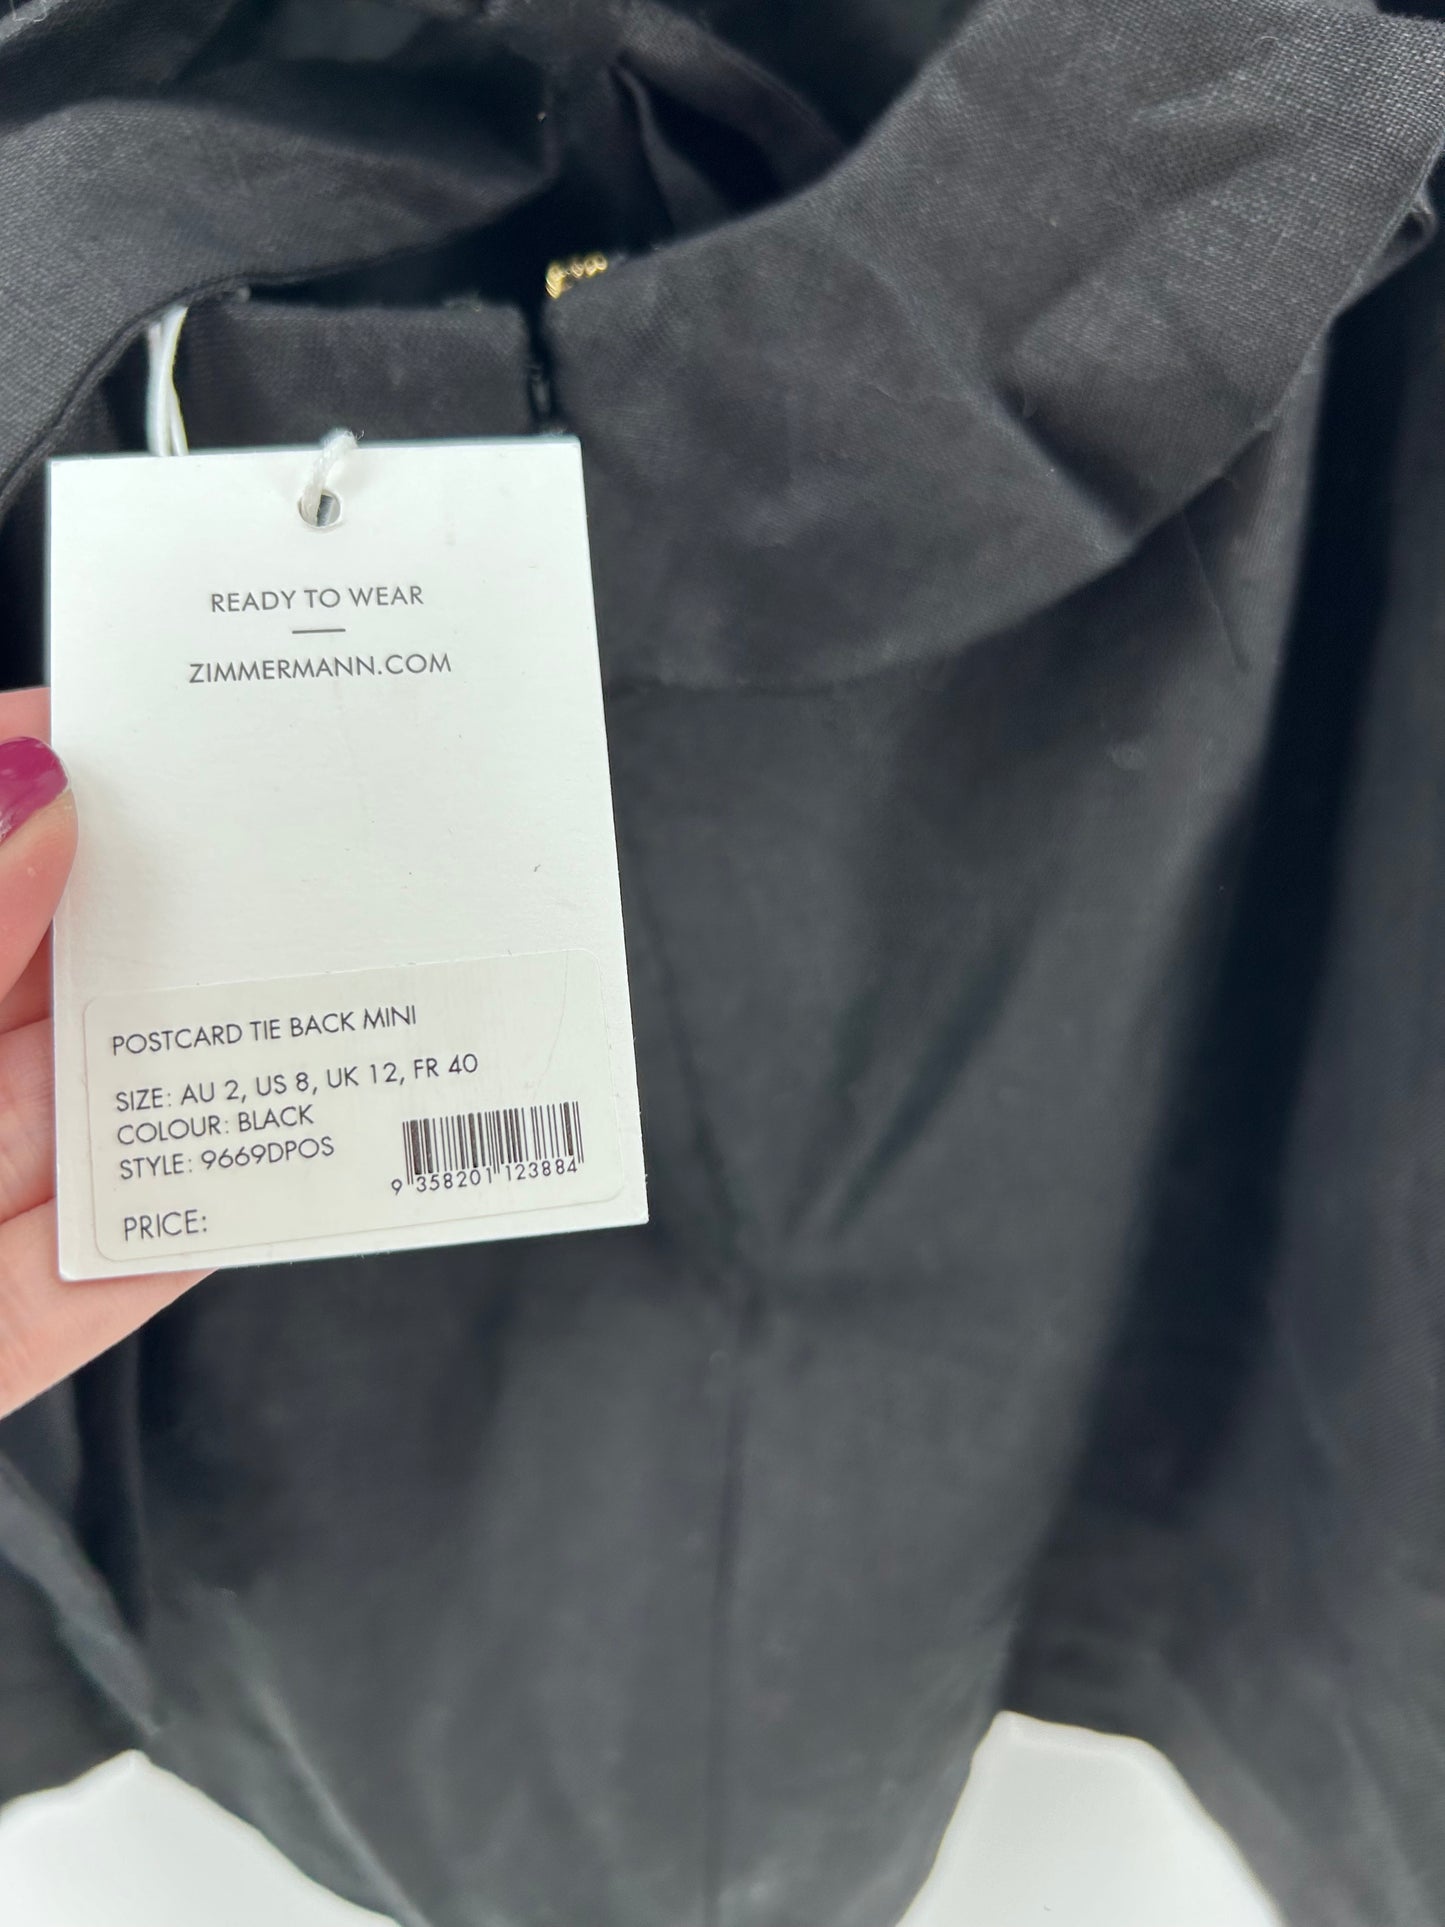 READY TO WEAR
ZIMMERMANN.COM
POSTCARD TIE BACK MINI
SIZE: AU 2, US 8, UK 12, FR 40
COLOUR: BLACK
STYLE: 9669DPOS
9 358201 123884
PRICE: